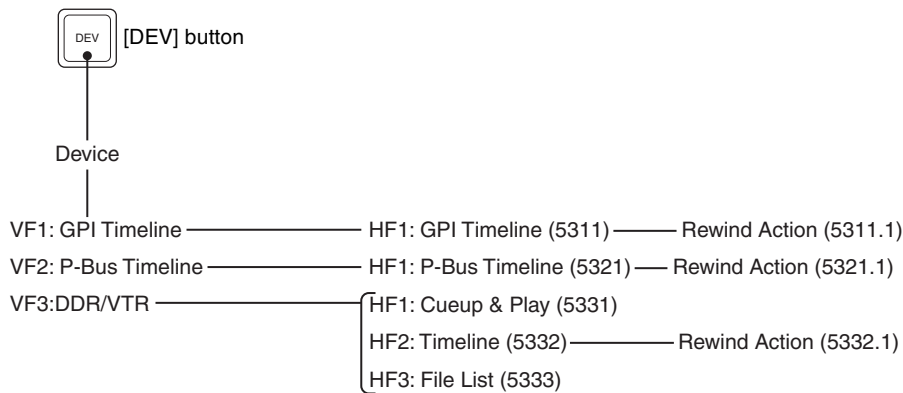 DEV [DEV] button
Device
VF1: GPI Timeline HF1: GPI Timeline (5311) Rewind Action (5311.1)
VF2: P-Bus Timeline HF1: P-Bus Timeline (5321) Rewind Action (5321.1)
VF3:DDR/VTR HF1: Cueup & Play (5331)
HF2: Timeline (5332) Rewind Action (5332.1)
HF3: File List (5333)